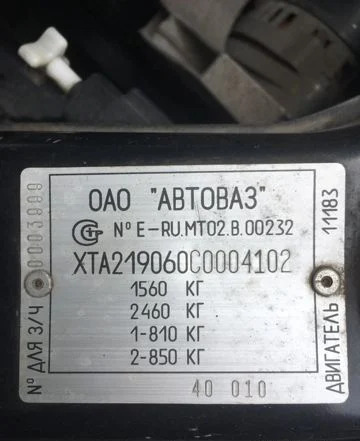 ОАО "АВТОВАЗ"
№ E-RU.MT02.B.00232
XTA219060C0004102
1560 КГ
2460 КГ
1-810 КГ
2-850 КГ
40 010
№ ДЛЯ З/Ч 0003999
ДВИГАТЕЛЬ 11183